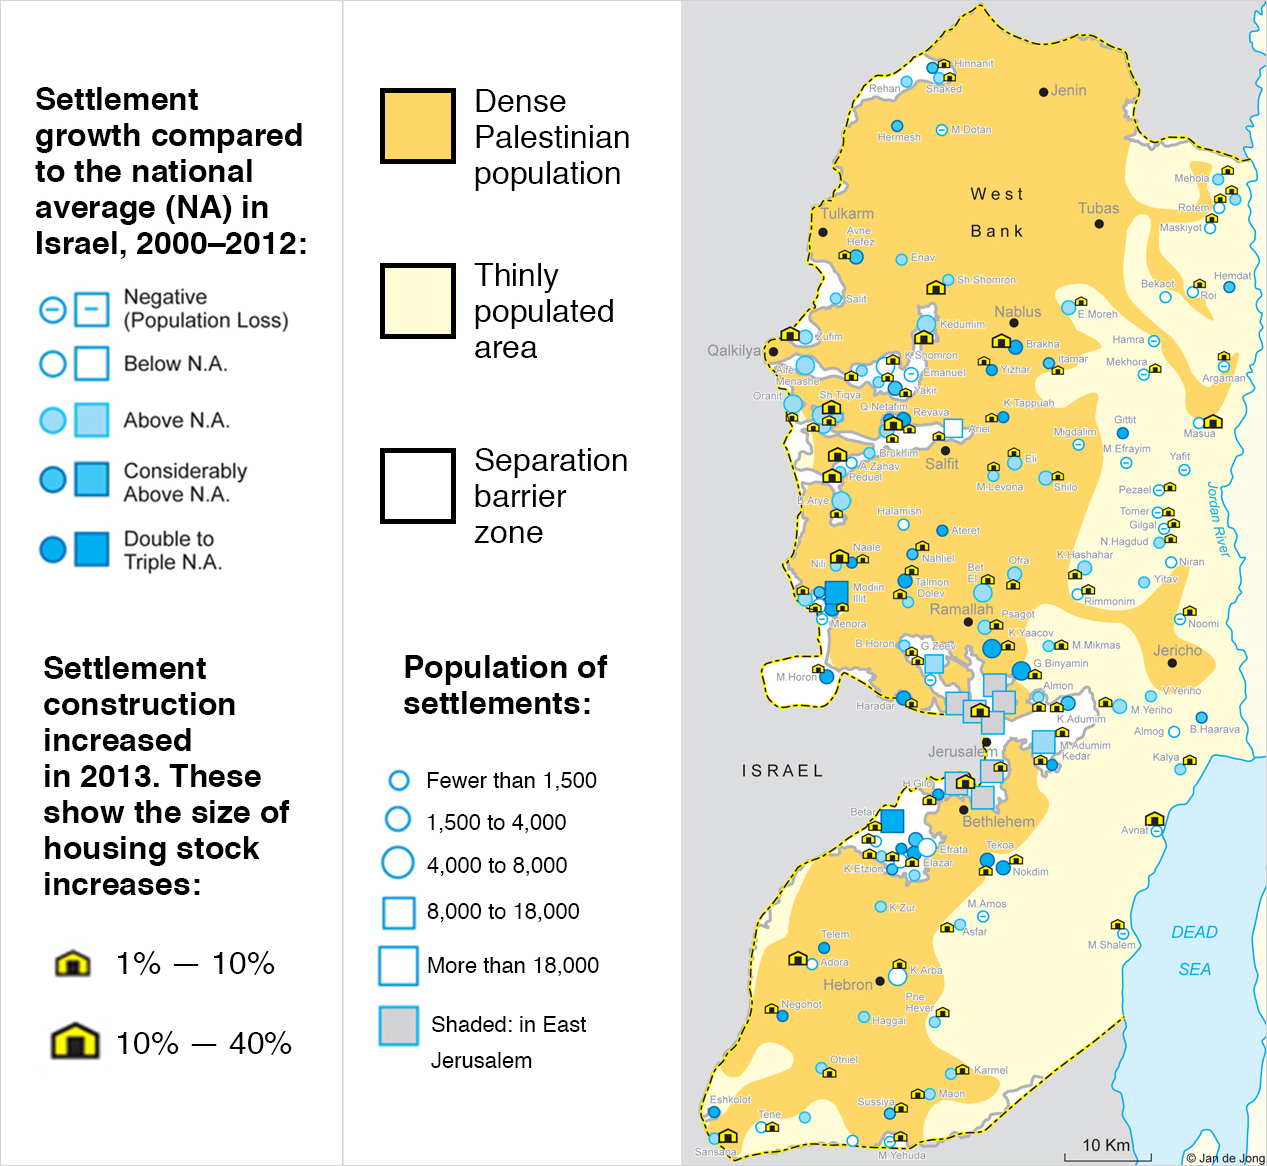 Settlement
growth compared
to the national
average (NA) in
Israel, 2000–2012:
Negative
(Population Loss)
Below N.A.
Above N.A.
Considerably
Above N.A.
Double to
Triple N.A.
Settlement
construction
increased
in 2013. These
show the size of
housing stock
increases:
1% — 10%
10% — 40%
Dense
Palestinian
population
Thinly
populated
area
Separation
barrier
zone
Population of
settlements:
Fewer than 1,500
1,500 to 4,000
4,000 to 8,000
8,000 to 18,000
More than 18,000
Shaded: in East
Jerusalem
Hinnanit
Rehan
Shaked
Jenin
Hermesh
M.Dotan
Mehola
West
Bank
Rotem
Tulkarm
Tubas
Maskiyot
Avne
Hefez
Enav
Sh.Shomron
Hemdat
Bekaot
Roi
Salit
Nablus
E.Moreh
Kedumim
Zufim
Qalkilya
Brakha
Hamra
K.Shomron
Itamar
Mekhora
Alfe
Menashe
Emanuel
Yizhar
Argaman
Yakir
Oranit
Sh.Tiqva
Q.Netafim
Revava
K.Tappuah
Gittit
Ariel
Migdalim
Masua
Brukhim
M.Efrayim
A.Zahav
Salfit
Eli
Yafit
Peduel
M.Levona
Shilo
Pezael
B.Arye
Halamish
Tomer
Jordan River
Gilgal
Ateret
N.Hagdud
Naale
Nahliel
Ofra
K.Hashahar
Nili
Bet
El
Niran
Talmon
Yitav
Modiin
Illit
Dolev
Rimmonim
Ramallah
Psagot
Noomi
Menora
K.Yaacov
B.Horon
G.Zeev
M.Mikmas
Jericho
G.Binyamin
M.Horon
Almon
V.Yeriho
Haradar
M.Yeriho
K.Adumim
B.Haarava
Almog
Jerusalem
M.Adumim
Kedar
Kalya
ISRAEL
H.Gilo
Betar
Bethlehem
Avnat
Efrata
Tekoa
K.Etzion
Elazar
Nokdim
K.Zur
M.Amos
Asfar
DEAD
SEA
Telem
M.Shalem
Adora
K.Arba
Hebron
Negohot
Pne
Hever
Haggai
Otniel
Karmel
Maon
Eshkolot
Sussiya
Tene
Sansana
M.Yehuda
10 Km
© Jan de Jong